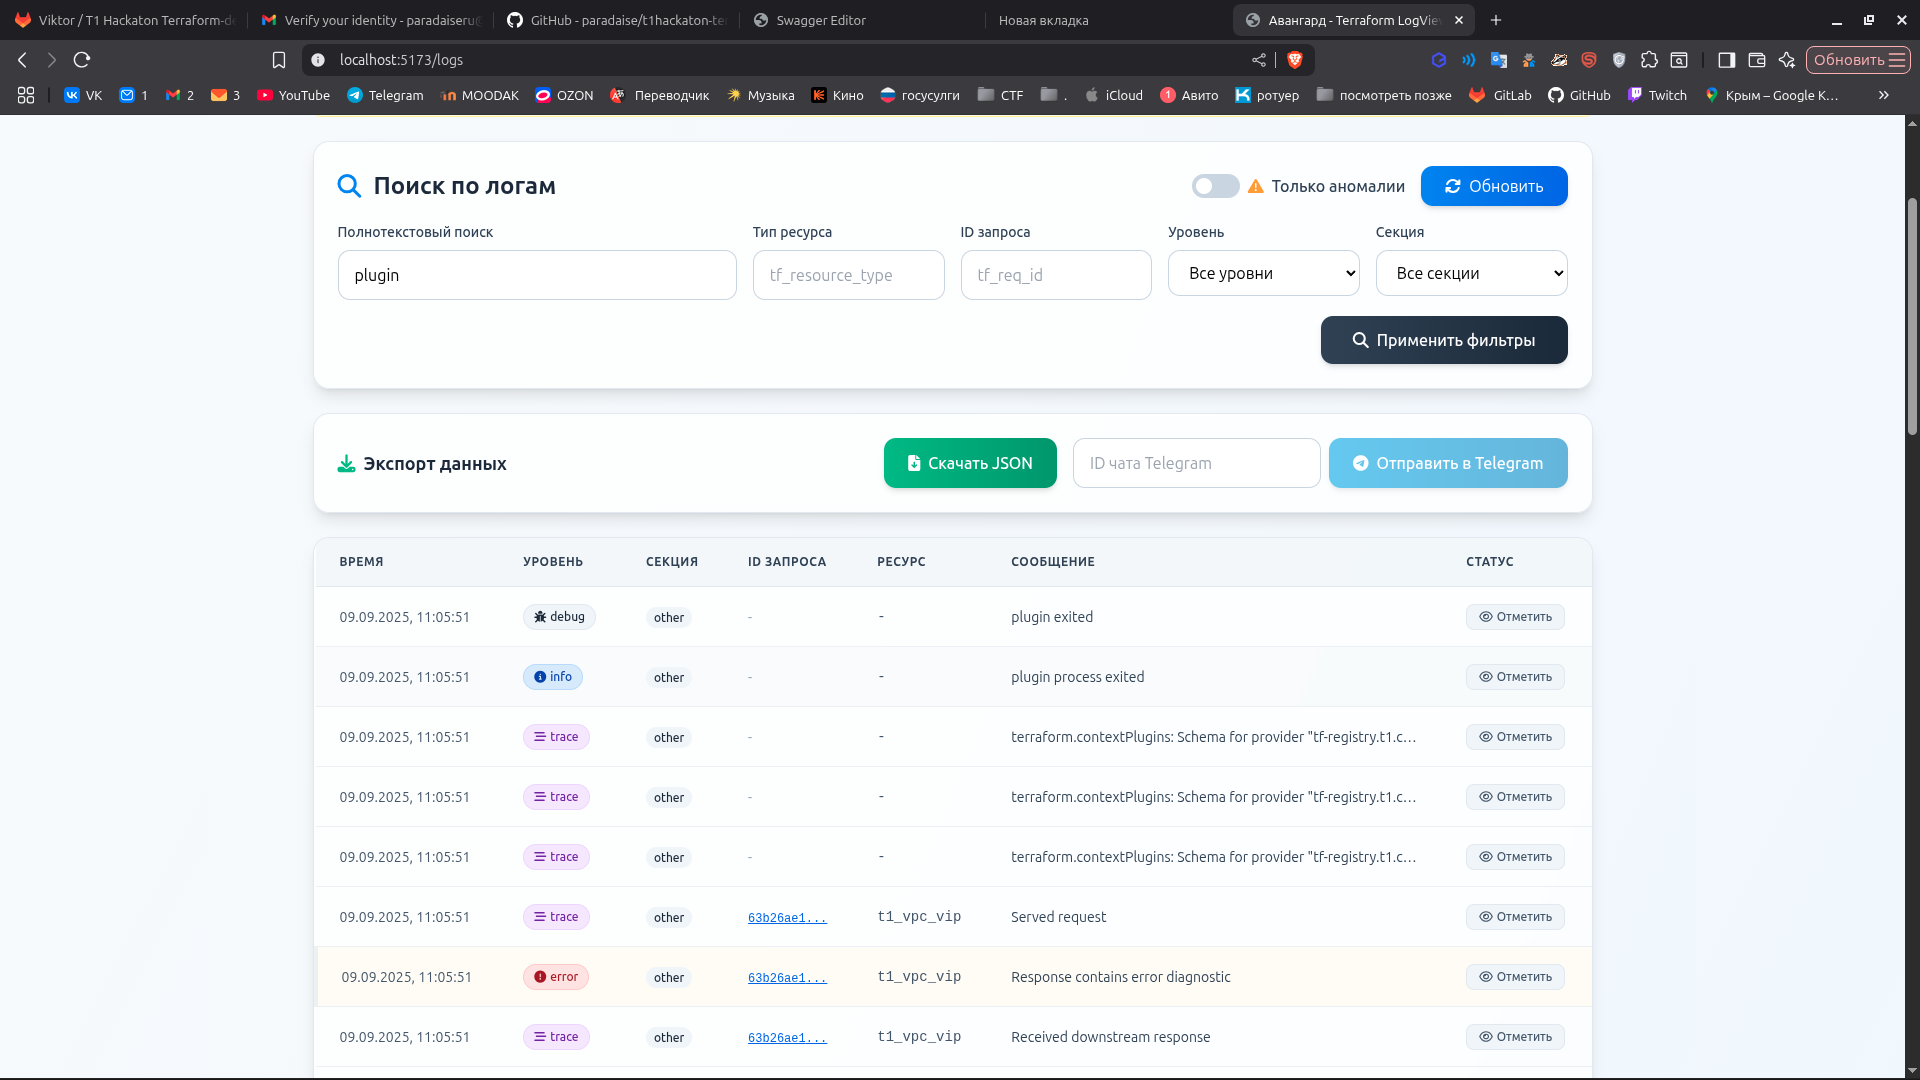 Viktor / T1 Hackaton Terraform-d
Verify your identity - paradaiseru@
GitHub - paradaise/t1hackaton-te
Swagger Editor
Новая вкладка
Авангард - Terraform LogView
localhost:5173/logs
Обновить
VK
1
2
3
YouTube
Telegram
MOODAK
OZON
Переводчик
Музыка
Кино
госусулги
CTF
.
iCloud
Авито
ротуер
посмотреть позже
GitLab
GitHub
Twitch
Крым – Google К...
Поиск по логам
Только аномалии
Обновить
Полнотекстовый поиск
Тип ресурса
ID запроса
Уровень
Секция
plugin
tf_resource_type
tf_req_id
Все уровни
Все секции
Применить фильтры
Экспорт данных
Скачать JSON
ID чата Telegram
Отправить в Telegram
ВРЕМЯ УРОВЕНЬ СЕКЦИЯ ID ЗАПРОСА РЕСУРС СООБЩЕНИЕ СТАТУС
09.09.2025, 11:05:51 debug other - - plugin exited Отметить
09.09.2025, 11:05:51 info other - - plugin process exited Отметить
09.09.2025, 11:05:51 trace other - - terraform.contextPlugins: Schema for provider "tf-registry.t1.c... Отметить
09.09.2025, 11:05:51 trace other - - terraform.contextPlugins: Schema for provider "tf-registry.t1.c... Отметить
09.09.2025, 11:05:51 trace other - - terraform.contextPlugins: Schema for provider "tf-registry.t1.c... Отметить
09.09.2025, 11:05:51 trace other 63b26ae1... t1_vpc_vip Served request Отметить
09.09.2025, 11:05:51 error other 63b26ae1... t1_vpc_vip Response contains error diagnostic Отметить
09.09.2025, 11:05:51 trace other 63b26ae1... t1_vpc_vip Received downstream response Отметить